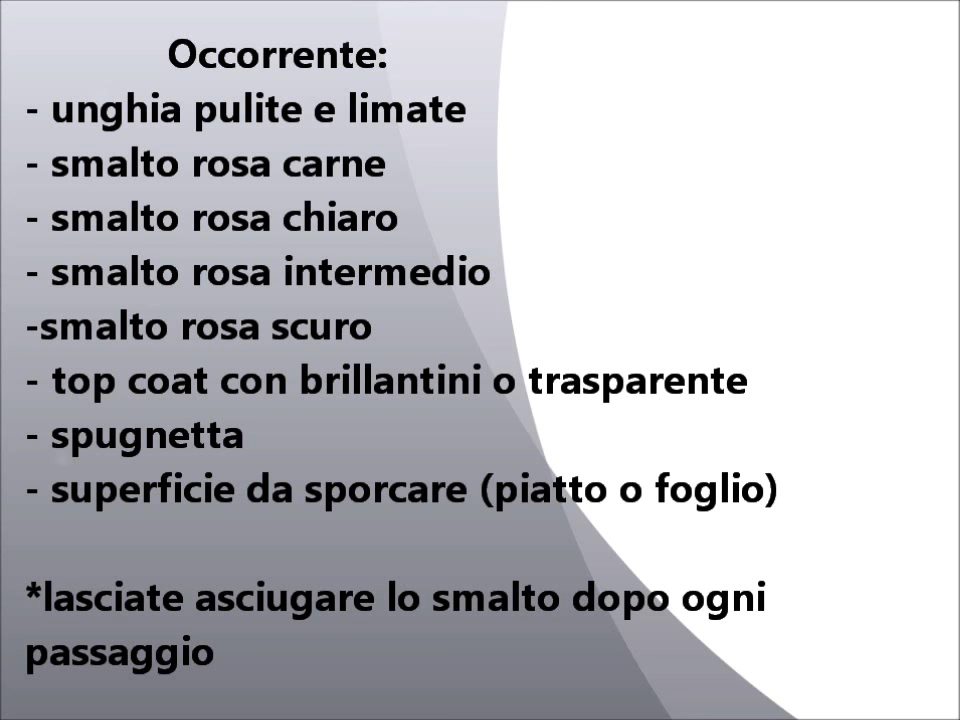 Occorrente:
- unghia pulite e limate
- smalto rosa carne
- smalto rosa chiaro
- smalto rosa intermedio
-smalto rosa scuro
- top coat con brillantini o trasparente
- spugnetta
- superficie da sporcare (piatto o foglio)
*lasciate asciugare lo smalto dopo ogni
passaggio